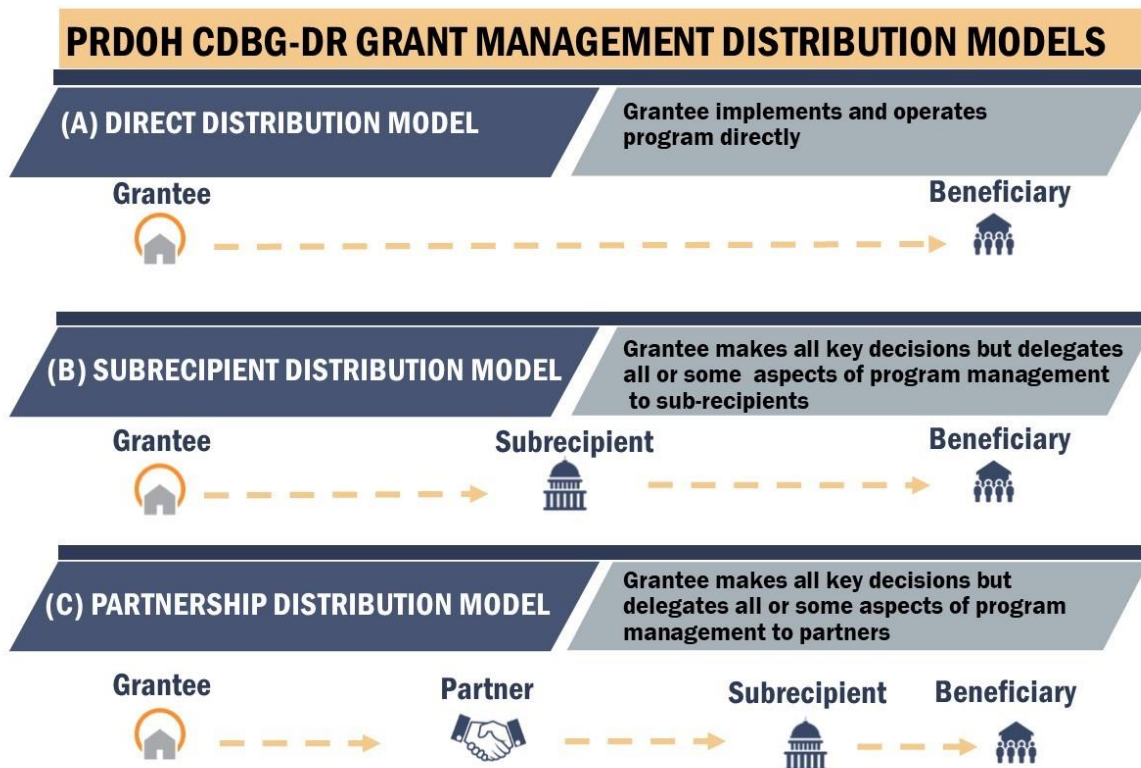 PRDOH CDBG-DR GRANT MANAGEMENT DISTRIBUTION MODELS
(A) DIRECT DISTRIBUTION MODEL
Grantee implements and operates
program directly
Grantee
Beneficiary
(B) SUBRECIPIENT DISTRIBUTION MODEL
Grantee makes all key decisions but delegates
all or some aspects of program management
to sub-recipients
Grantee
Subrecipient
Beneficiary
(C) PARTNERSHIP DISTRIBUTION MODEL
Grantee makes all key decisions but
delegates all or some aspects of program
management to partners
Grantee
Partner
Subrecipient
Beneficiary